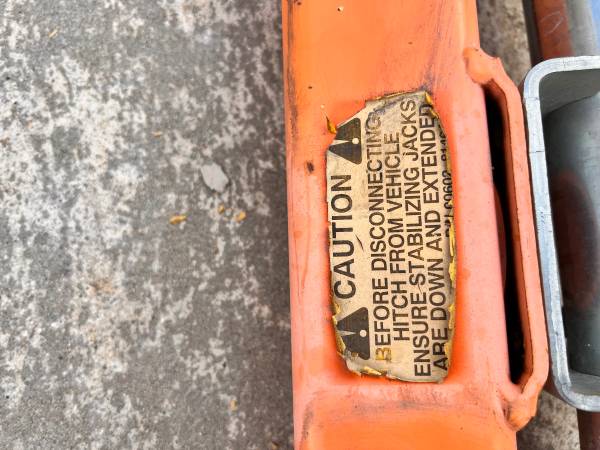 CAUTION
BEFORE DISCONNECTING
HITCH FROM VEHICLE
ENSURE STABILIZING JACKS
ARE DOWN AND EXTENDED